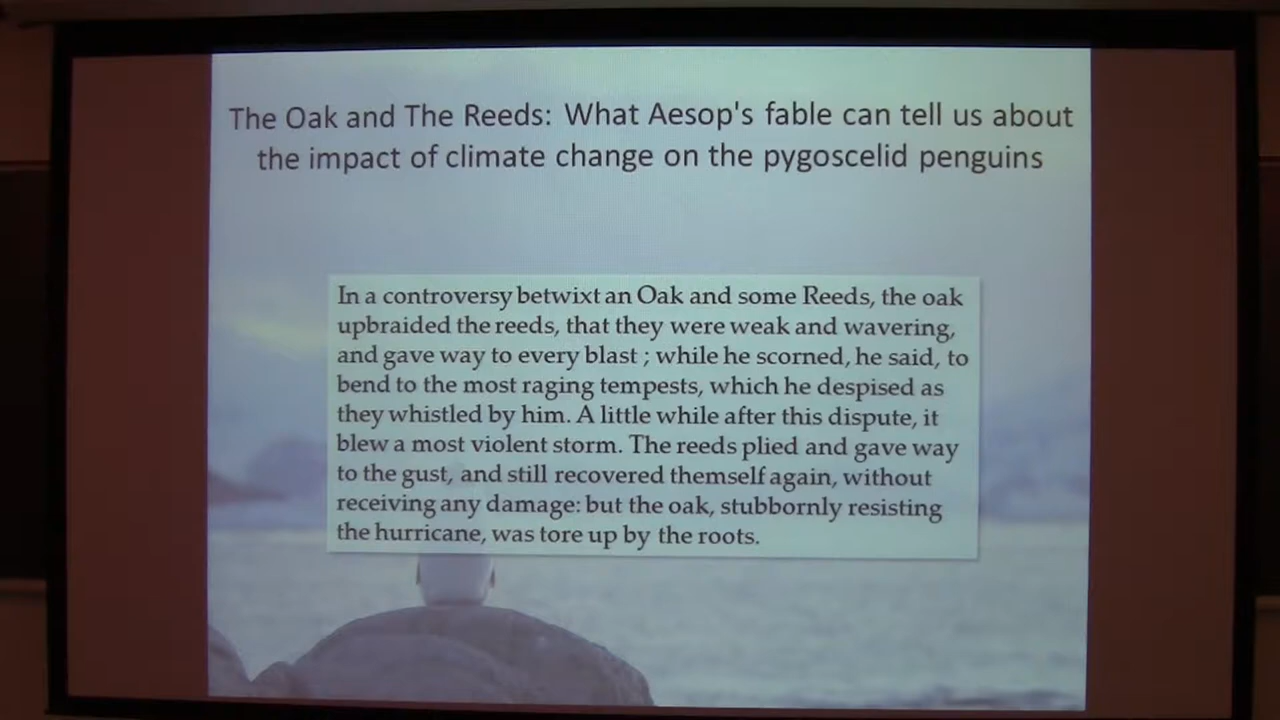 The Oak and The Reeds: What Aesop's fable can tell us about
the impact of climate change on the pygoscelid penguins
In a controversy betwixt an Oak and some Reeds, the oak
upbraided the reeds, that they were weak and wavering,
and gave way to every blast ; while he scorned, he said, to
bend to the most raging tempests, which he despised as
they whistled by him. A little while after this dispute, it
blew a most violent storm. The reeds plied and gave way
to the gust, and still recovered themself again, without
receiving any damage: but the oak, stubbornly resisting
the hurricane, was tore up by the roots.